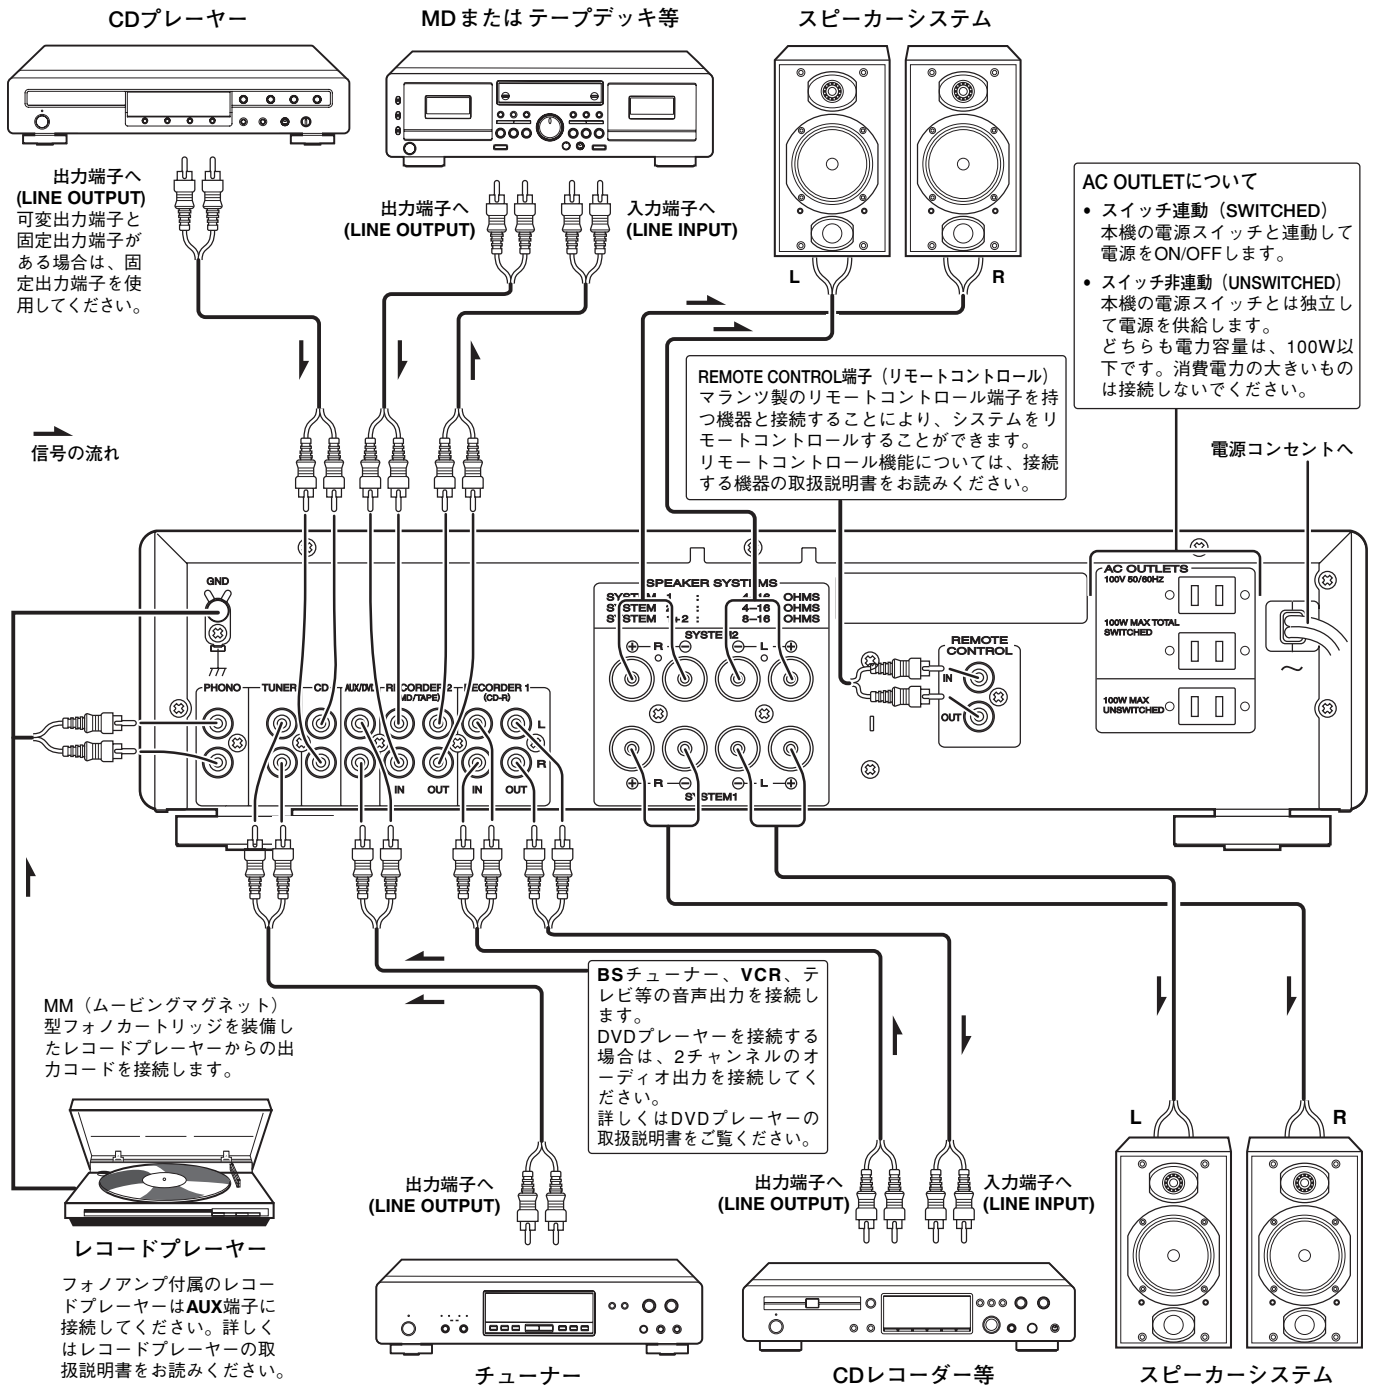 CDプレーヤー
MDまたは テープデッキ等
スピーカーシステム
出力端子へ
(LINE OUTPUT)
可変出力端子と
固定出力端子が
ある場合は、固
定出力端子を使
用してください。
出力端子へ
(LINE OUTPUT)
入力端子へ
(LINE INPUT)
L
R
AC OUTLETについて
• スイッチ連動（SWITCHED）
本機の電源スイッチと連動して
電源をON/OFFします。
• スイッチ非連動（UNSWITCHED）
本機の電源スイッチとは独立し
て電源を供給します。
どちらも電力容量は、100W以
下です。消費電力の大きいもの
は接続しないでください。
REMOTE CONTROL端子（リモートコントロール）
マランツ製のリモートコントロール端子を持
つ機器と接続することにより、システムをリ
モートコントロールすることができます。
リモートコントロール機能については、接続
する機器の取扱説明書をお読みください。
信号の流れ
電源コンセントへ
GND
SPEAKER SYSTEMS
SYSTEM 1 : 4–16 OHMS
SYSTEM 2 : 4–16 OHMS
SYSTEM 1+2 : 8–16 OHMS
SYSTEM2
⊕ R ⊖ ⊖ L ⊕
REMOTE
CONTROL
IN
OUT
AC OUTLETS
100V 50/60HZ
100W MAX TOTAL
SWITCHED
100W MAX
UNSWITCHED
～
PHONO
TUNER
CD
AUX/DVD
RECORDER 2
(MD/TAPE)
RECORDER 1
(CD-R)
L
R
IN
OUT
IN
OUT
⊕ R ⊖ ⊖ L ⊕
SYSTEM1
BSチューナー、VCR、テ
レビ等の音声出力を接続し
ます。
DVDプレーヤーを接続する
場合は、2チャンネルのオ
ーディオ出力を接続してく
ださい。
詳しくはDVDプレーヤーの
取扱説明書をご覧ください。
MM（ムービングマグネット）
型フォノカートリッジを装備し
たレコードプレーヤーからの出
力コードを接続します。
L
R
出力端子へ
(LINE OUTPUT)
出力端子へ
(LINE OUTPUT)
入力端子へ
(LINE INPUT)
レコードプレーヤー
フォノアンプ付属のレコー
ドプレーヤーはAUX端子に
接続してください。詳しく
はレコードプレーヤーの取
扱説明書をお読みください。
チューナー
CDレコーダー等
スピーカーシステム